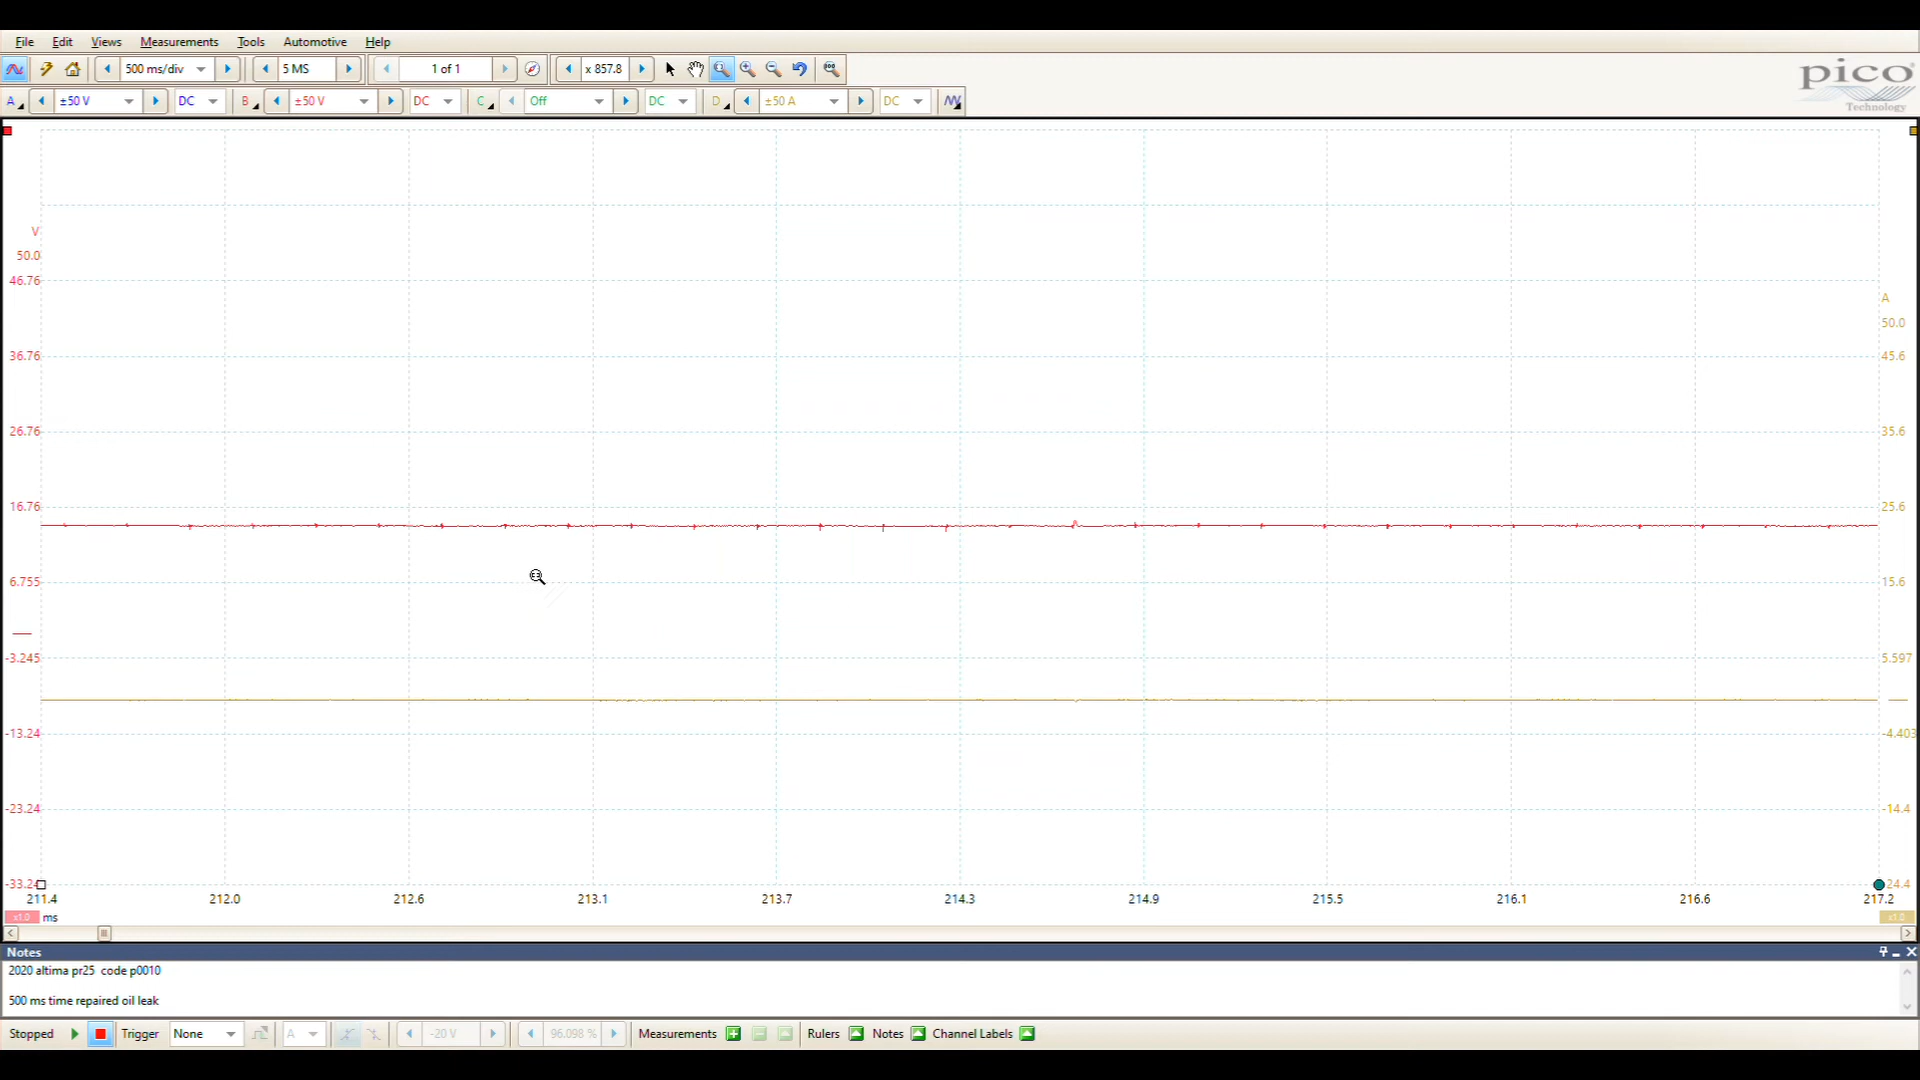 File Edit Views Measurements Tools Automotive Help
500 ms/div 5 MS 1 of 1 x 857.8
pico
Technology
A ±50 V DC B ±50 V DC C Off DC D ±50 A DC
V
50.0
46.76
36.76
26.76
16.76
6.755
-3.245
-13.24
-23.24
-33.24
A
50.0
45.6
35.6
25.6
15.6
5.597
-4.403
-14.4
-24.4
211.4 212.0 212.6 213.1 213.7 214.3 214.9 215.5 216.1 216.6 217.2
x1.0 ms x1.0
Notes
2020 altima pr25 code p0010
500 ms time repaired oil leak
Stopped Trigger None A -20 V 96.098 % Measurements Rulers Notes Channel Labels